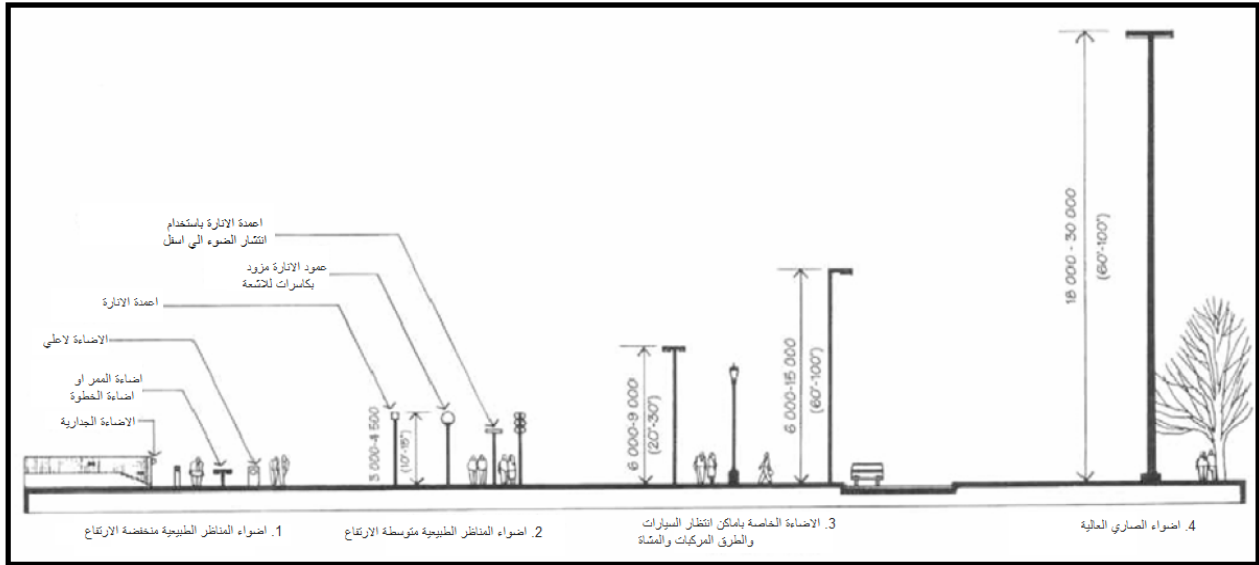 اعمدة الانارة باستخدام
انتشار الضوء الي اسفل
عمود الانارة مزود
بكاسرات للاشعة
اعمدة الانارة
الاضاءة لاعلي
اضاءة الممر او
اضاءة الخطوة
الاضاءة الجدارية
3 000-4 500
(10'-15')
6 000-9 000
(20'-30')
6 000-15 000
(60'-100')
18 000 - 30 000
(60'-100')
1. اضواء المناظر الطبيعية منخفضة الارتفاع
2. اضواء المناظر الطبيعية متوسطة الارتفاع
3. الاضاءة الخاصة باماكن انتظار السيارات
والطرق المركبات والمشاة
4. اضواء الصاري العالية